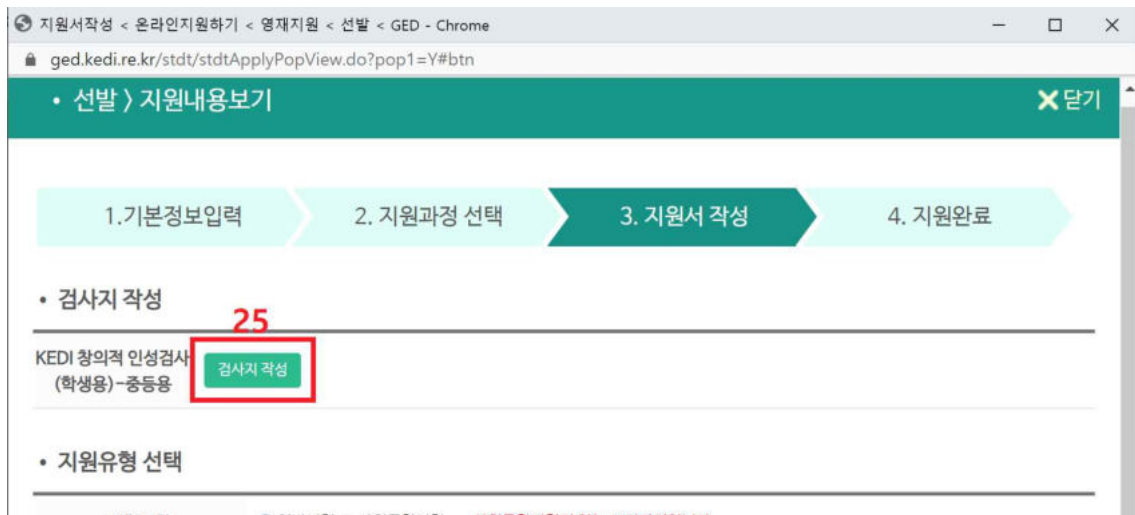 지원서작성 < 온라인지원하기 < 영재지원 < 선발 < GED - Chrome
ged.kedi.re.kr/stdt/stdtApplyPopView.do?pop1=Y#btn
• 선발 > 지원내용보기 ✕닫기
1.기본정보입력 2. 지원과정 선택 3. 지원서 작성 4. 지원완료
• 검사지 작성
25
KEDI 창의적 인성검사
(학생용)-중등용
검사지 작성
• 지원유형 선택